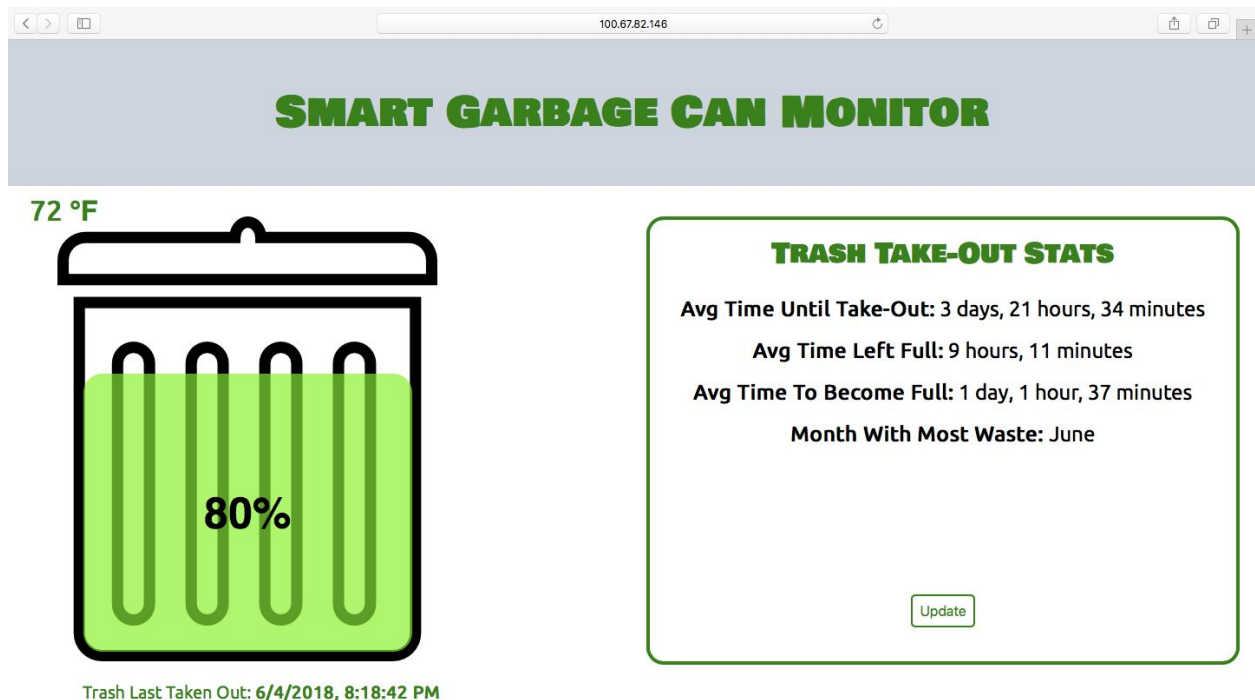 100.67.82.146
Smart Garbage Can Monitor
72 °F
80%
Trash Last Taken Out: 6/4/2018, 8:18:42 PM
Trash Take-Out Stats
Avg Time Until Take-Out: 3 days, 21 hours, 34 minutes
Avg Time Left Full: 9 hours, 11 minutes
Avg Time To Become Full: 1 day, 1 hour, 37 minutes
Month With Most Waste: June
Update